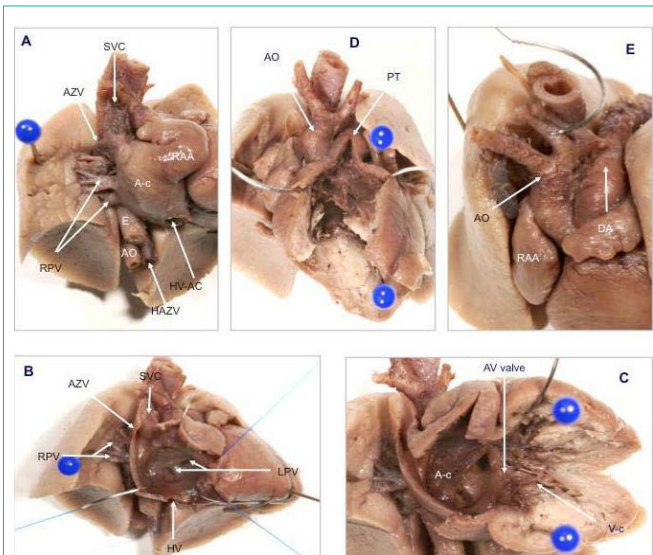 A
SVC
AZV
RAA
A-c
E
AO
RPV
HV-AC
HAZV
D
AO
PT
E
AO
DA
RAA
B
AZV
SVC
RPV
LPV
HV
AV valve
C
A-c
V-c